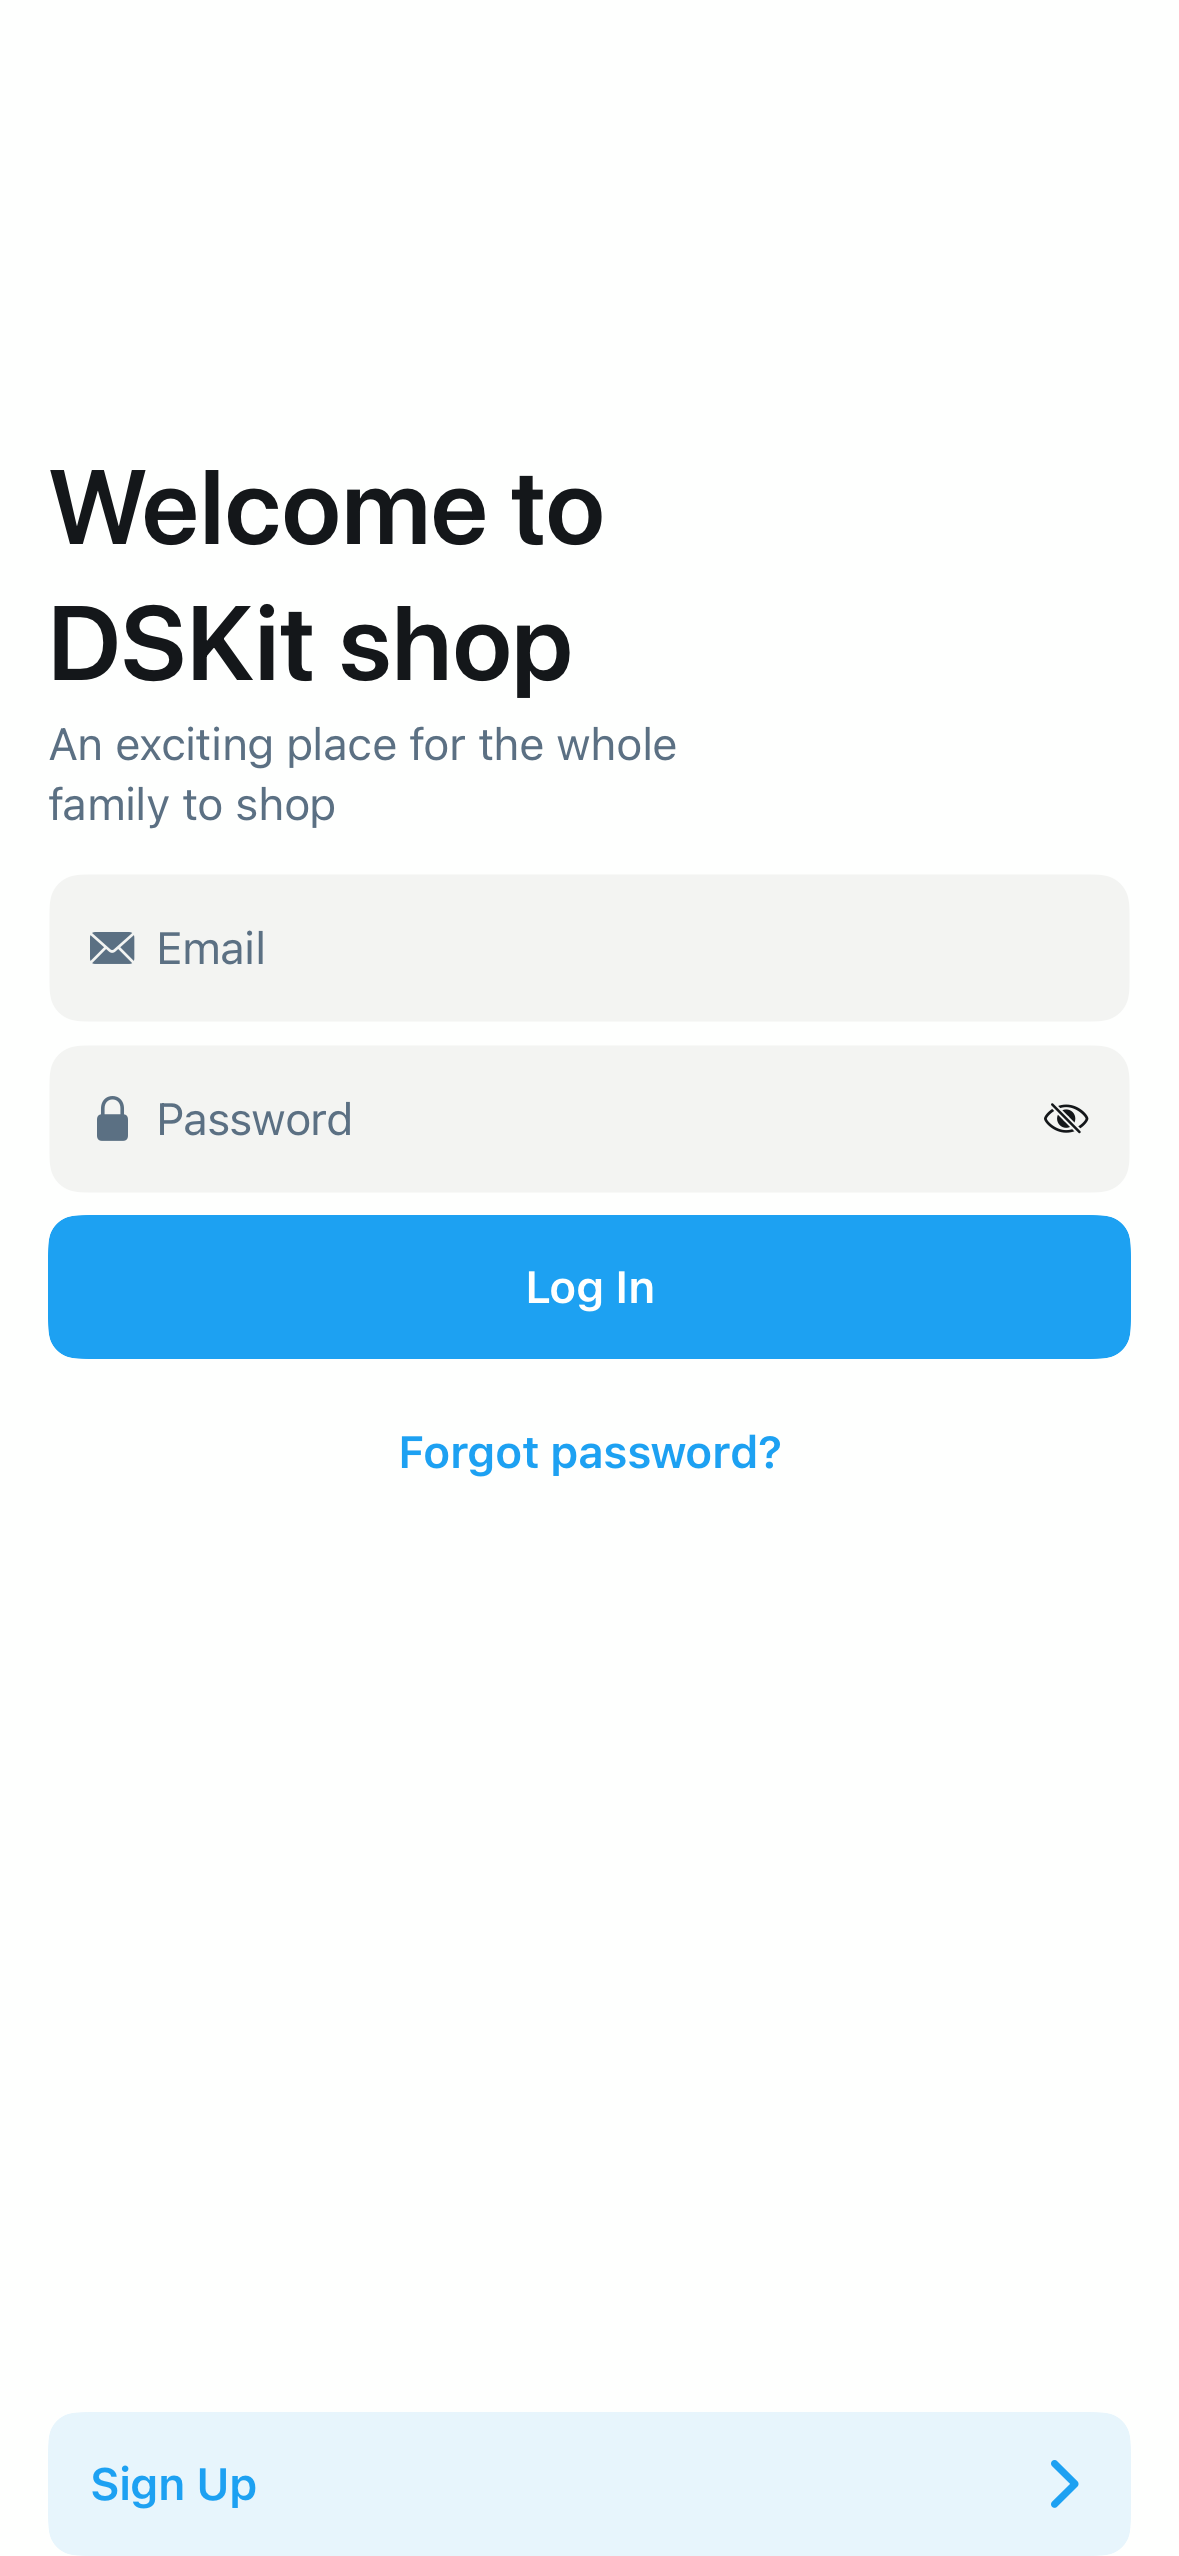 Welcome to
DSKit shop
An exciting place for the whole
family to shop
Email
Password
Log In
Forgot password?
Sign Up